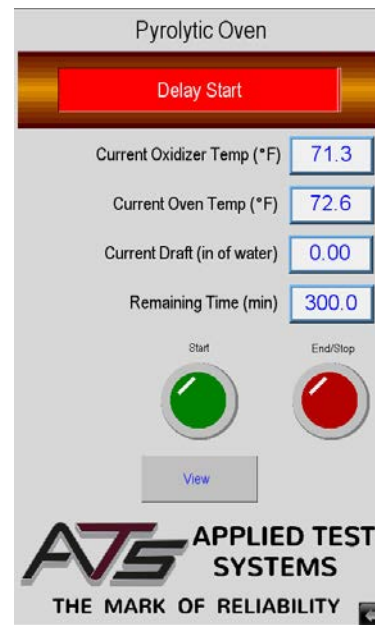 Pyrolytic Oven
Delay Start
Current Oxidizer Temp (°F) 71.3
Current Oven Temp (°F) 72.6
Current Draft (in of water) 0.00
Remaining Time (min) 300.0
Start End/Stop
View
ATS APPLIED TEST
SYSTEMS
THE MARK OF RELIABILITY